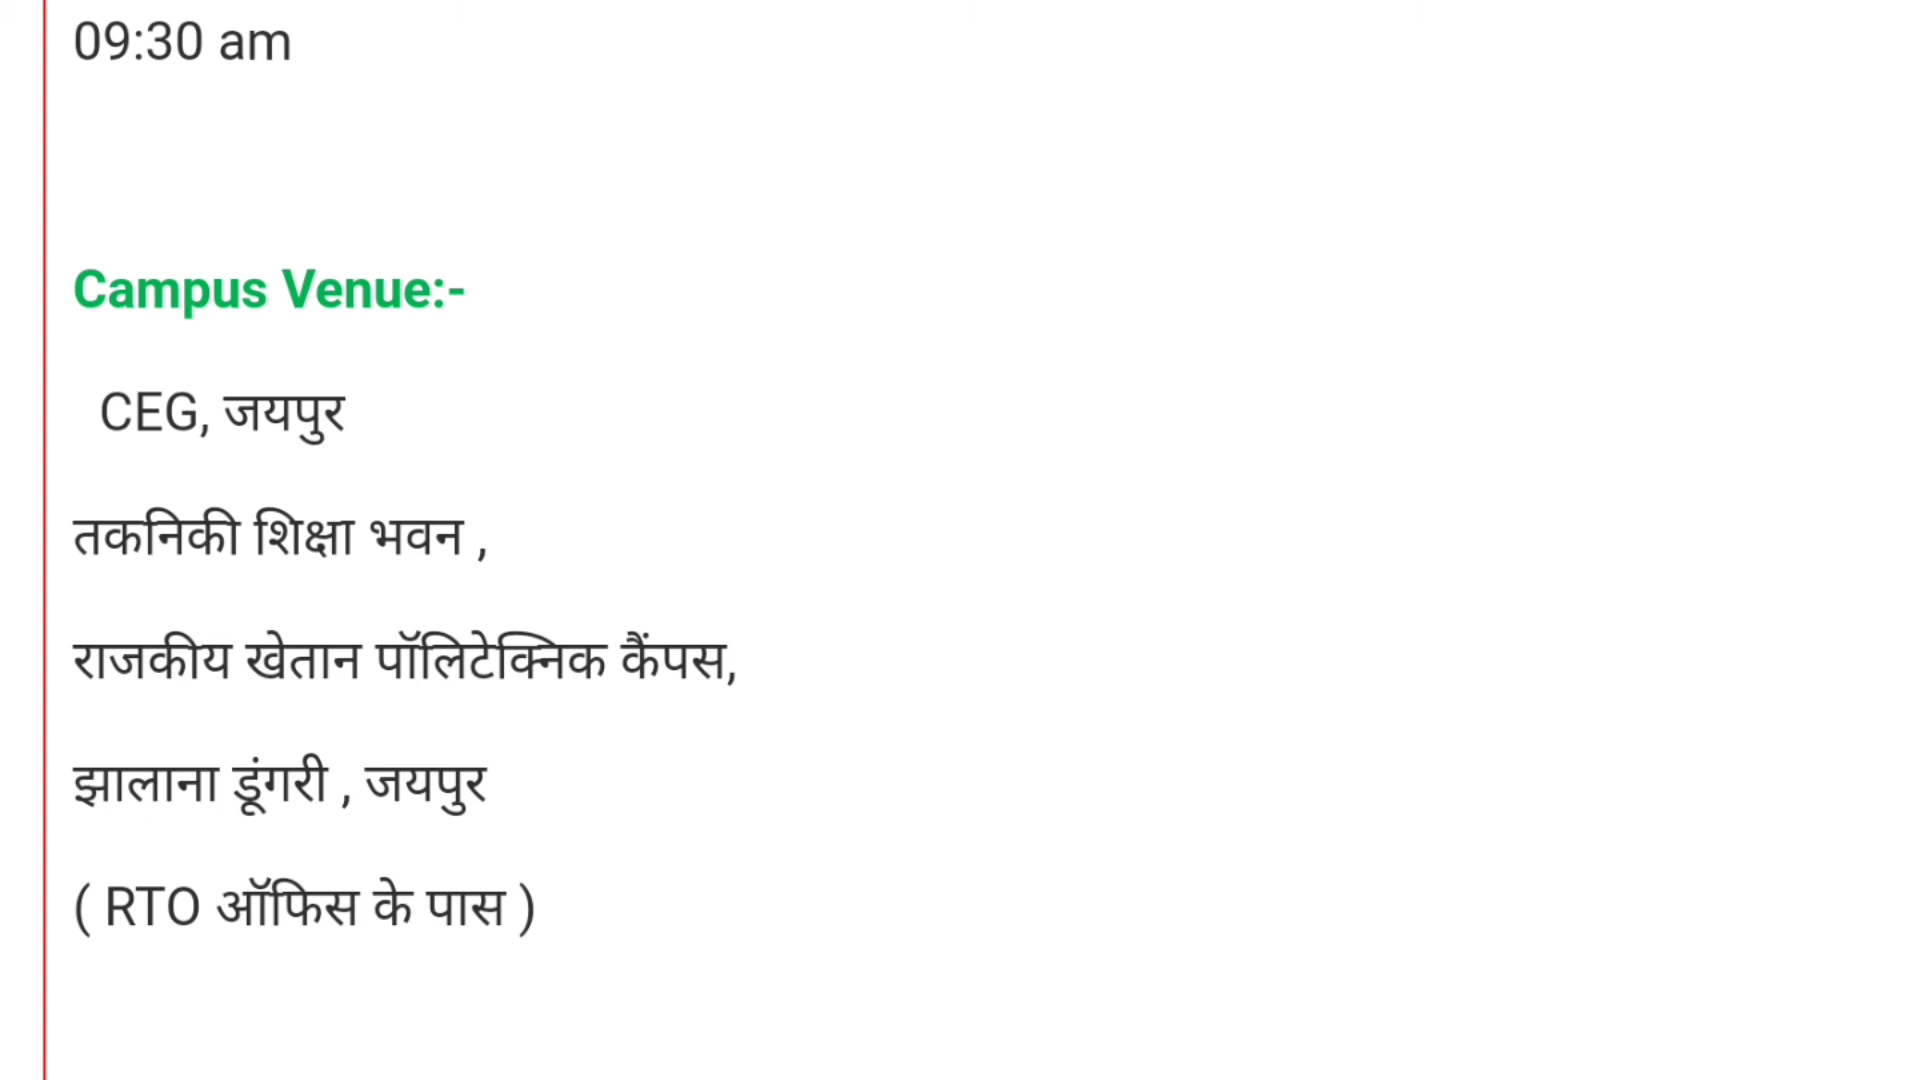 09:30 am
Campus Venue:-
CEG, जयपुर
तकनिकी शिक्षा भवन ,
राजकीय खेतान पॉलिटेक्निक कैंपस,
झालाना डूंगरी , जयपुर
( RTO ऑफिस के पास )